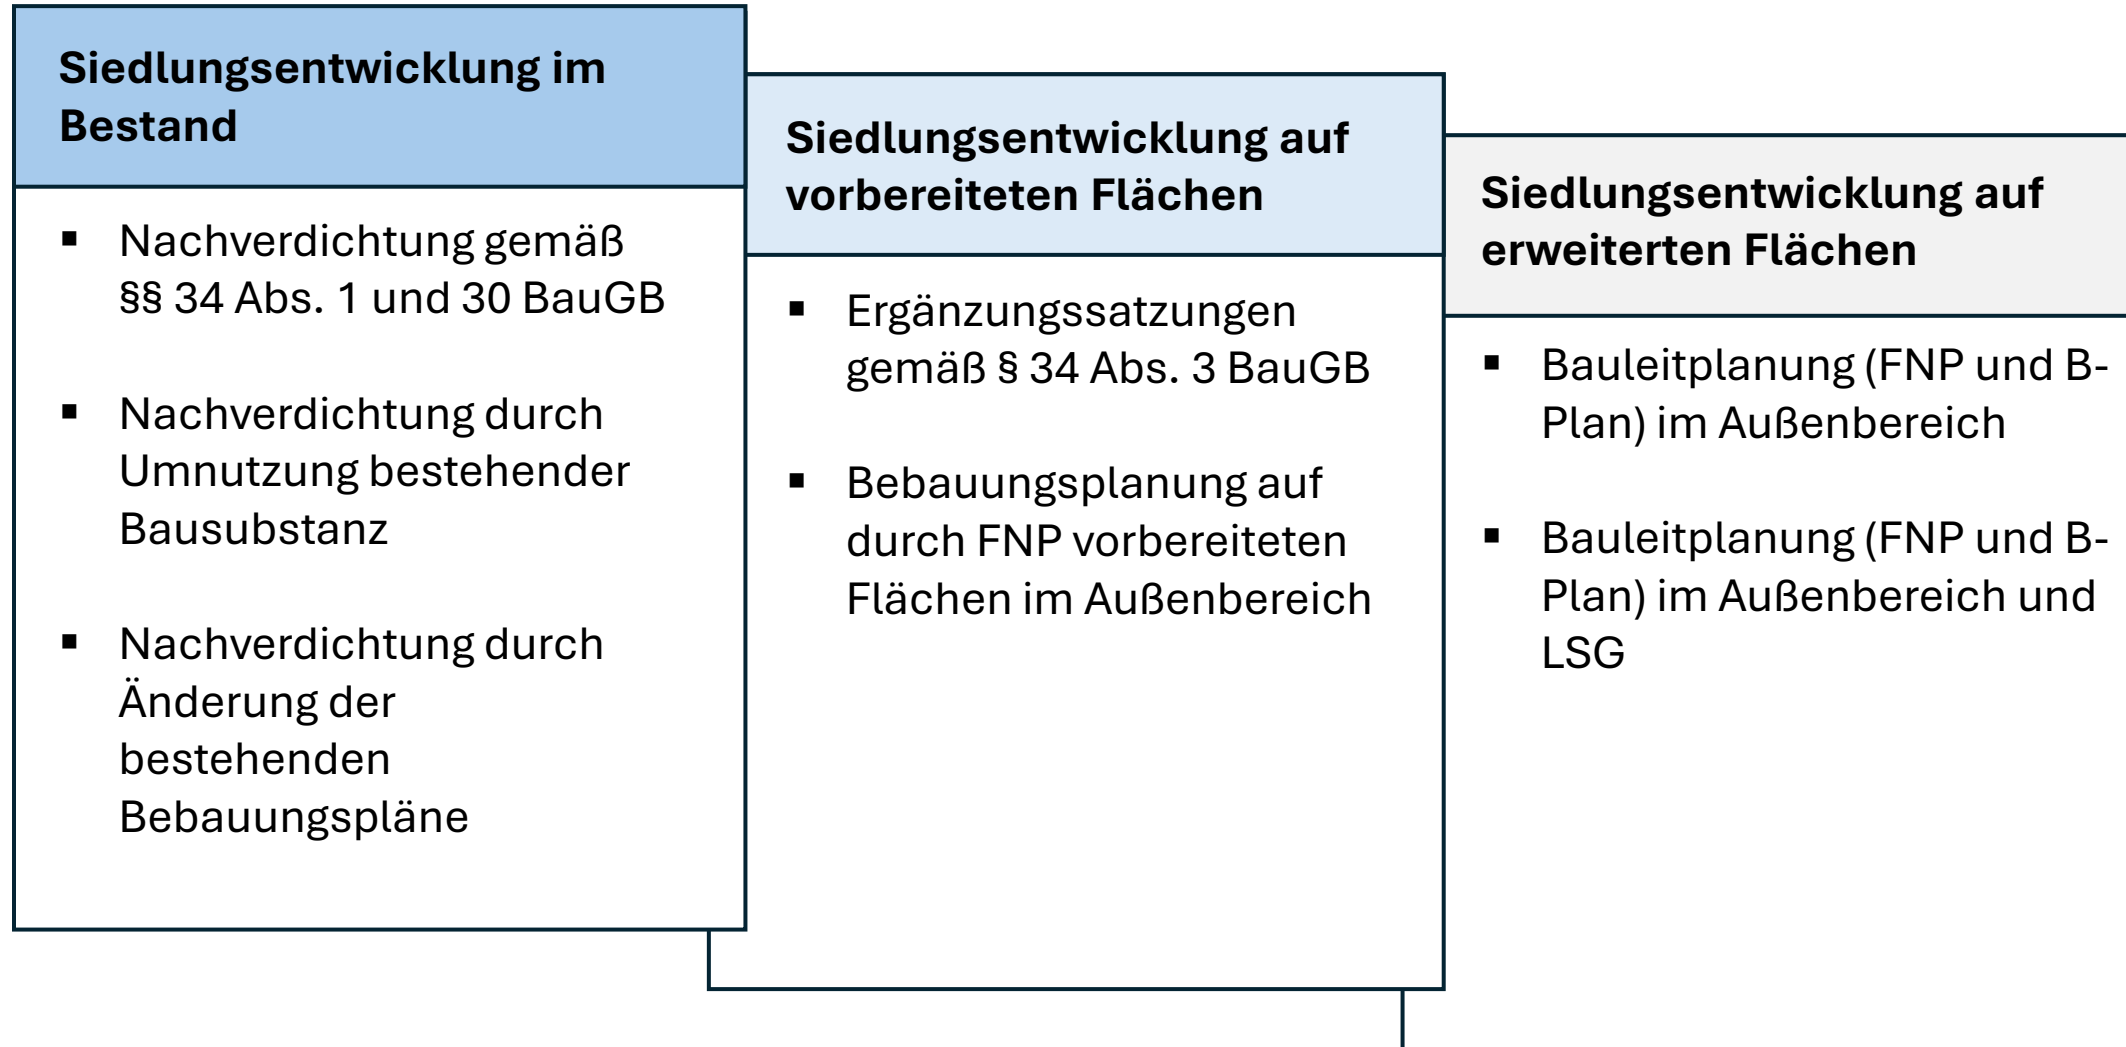 Siedlungsentwicklung im
Bestand
▪ Nachverdichtung gemäß
§§ 34 Abs. 1 und 30 BauGB
▪ Nachverdichtung durch
Umnutzung bestehender
Bausubstanz
▪ Nachverdichtung durch
Änderung der
bestehenden
Bebauungspläne
Siedlungsentwicklung auf
vorbereiteten Flächen
▪ Ergänzungssatzungen
gemäß § 34 Abs. 3 BauGB
▪ Bebauungsplanung auf
durch FNP vorbereiteten
Flächen im Außenbereich
Siedlungsentwicklung auf
erweiterten Flächen
▪ Bauleitplanung (FNP und B-
Plan) im Außenbereich
▪ Bauleitplanung (FNP und B-
Plan) im Außenbereich und
LSG